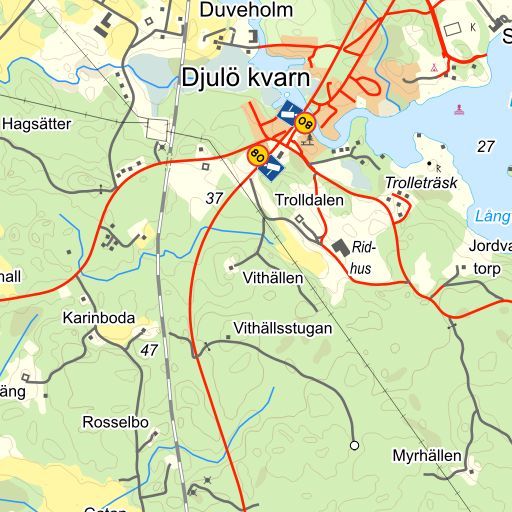 Duveholm
S
Djulö kvarn
K
Hagsätter
80
80
27
R
Trolleträsk
37
Trolldalen
Lång
Rid-
hus
Jordva
torp
Vithällen
hall
Karinboda
Vithällsstugan
47
äng
Rosselbo
Myrhällen